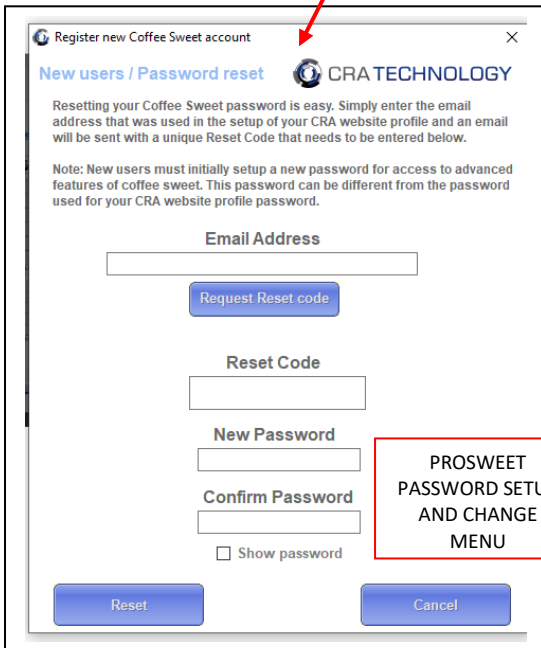 Register new Coffee Sweet account
New users / Password reset
CRA TECHNOLOGY
Resetting your Coffee Sweet password is easy. Simply enter the email
address that was used in the setup of your CRA website profile and an email
will be sent with a unique Reset Code that needs to be entered below.
Note: New users must initially setup a new password for access to advanced
features of coffee sweet. This password can be different from the password
used for your CRA website profile password.
Email Address
Request Reset code
Reset Code
New Password
Confirm Password
Show password
PROSWEET
PASSWORD SETU
AND CHANGE
MENU
Reset
Cancel